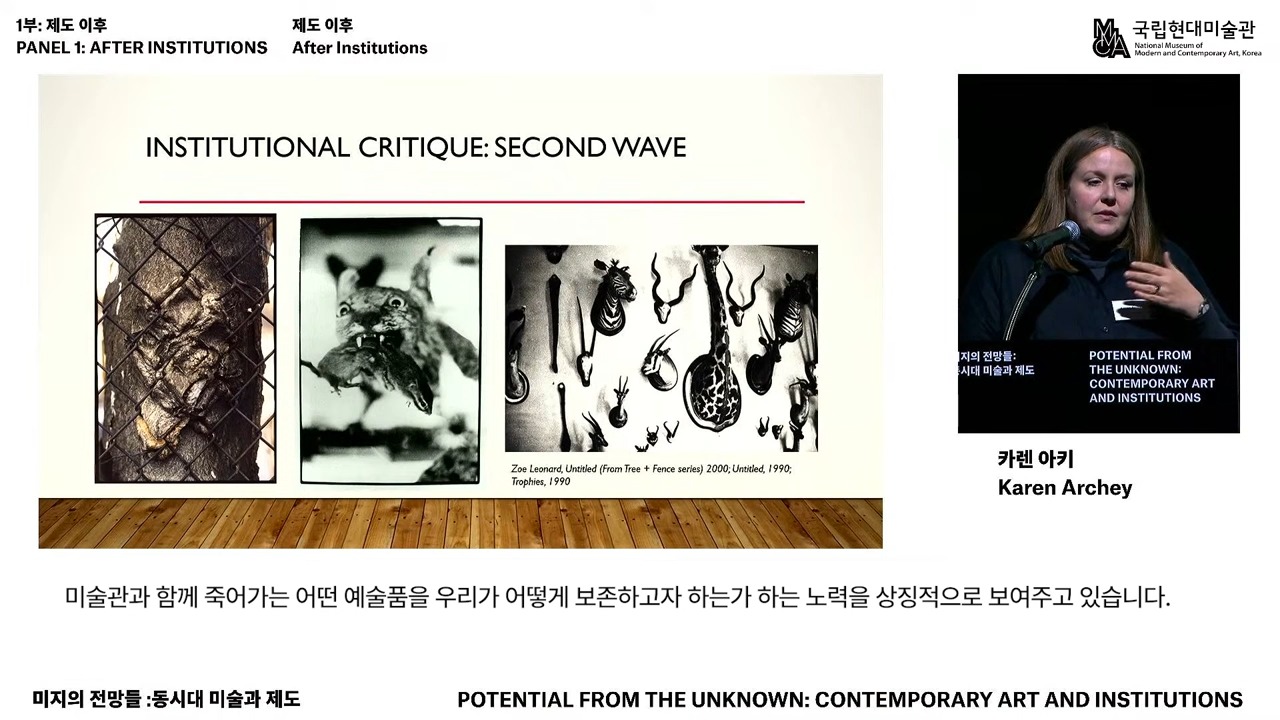 1부: 제도 이후
PANEL 1: AFTER INSTITUTIONS
제도 이후
After Institutions
MMCA
국립현대미술관
National Museum of
Modern and Contemporary Art, Korea
INSTITUTIONAL CRITIQUE: SECOND WAVE
Zoe Leonard, Untitled (From Tree + Fence series) 2000; Untitled, 1990;
Trophies, 1990
지의 전망들:
시대 미술과 제도
POTENTIAL FROM
THE UNKNOWN:
CONTEMPORARY ART
AND INSTITUTIONS
카렌 아키
Karen Archey
미술관과 함께 죽어가는 어떤 예술품을 우리가 어떻게 보존하고자 하는가 하는 노력을 상징적으로 보여주고 있습니다.
미지의 전망들 :동시대 미술과 제도
POTENTIAL FROM THE UNKNOWN: CONTEMPORARY ART AND INSTITUTIONS